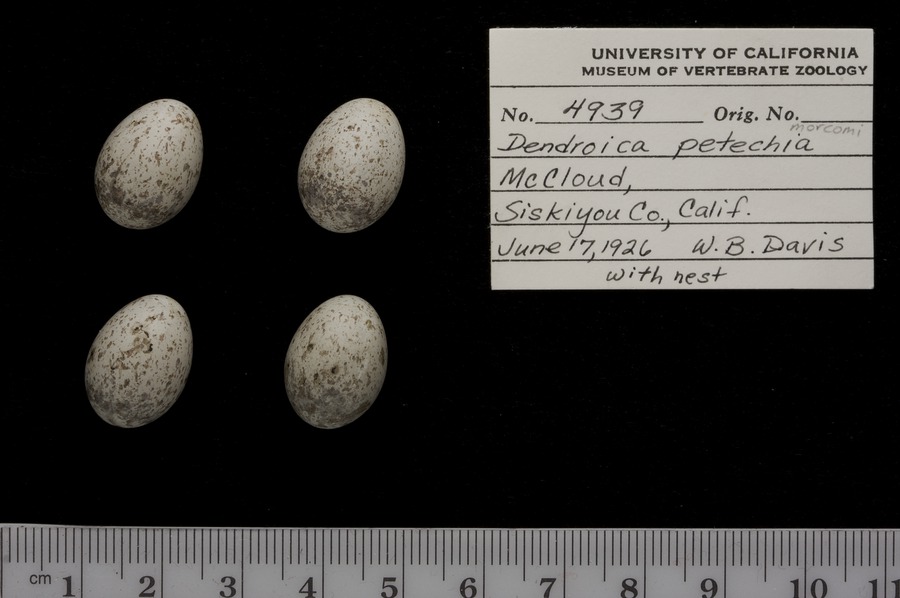 UNIVERSITY OF CALIFORNIA
MUSEUM OF VERTEBRATE ZOOLOGY
No. 4939 Orig. No.
morcomi
Dendroica petechia
McCloud,
Siskiyou Co., Calif.
June 17, 1926 W. B. Davis
with nest
cm 1 2 3 4 5 6 7 8 9 10 11